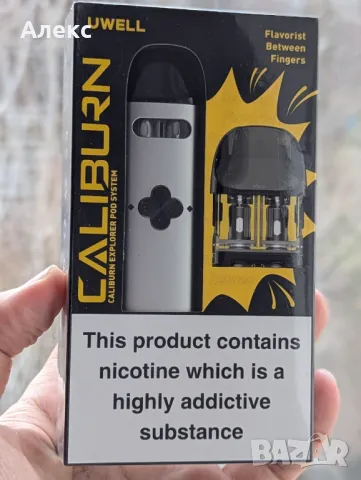 Алекс
UWELL
Flavorist
Between
Fingers
CALIBURN
CALIBURN EXPLORER POD SYSTEM
This product contains
nicotine which is a
highly addictive
substance
BAZAR